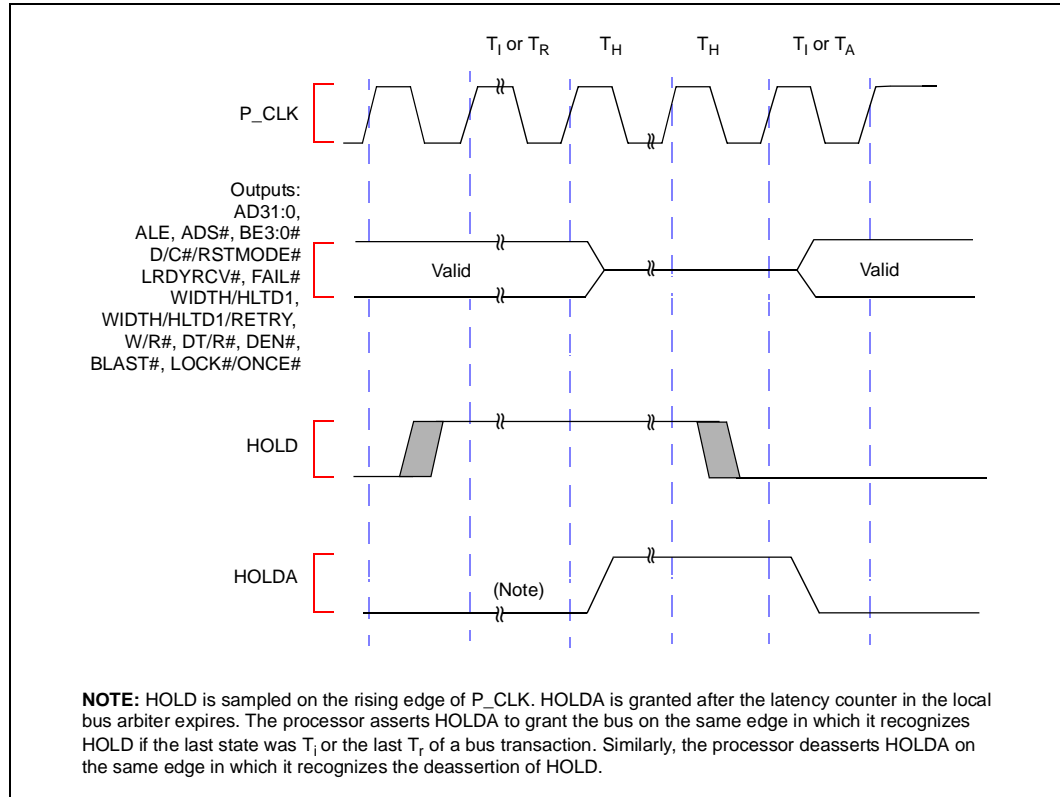 T_I or T_R T_H T_H T_I or T_A
P_CLK
Outputs:
AD31:0,
ALE, ADS#, BE3:0#
D/C#/RSTMODE#
LRDYRCV#, FAIL#
WIDTH/HLTD1,
WIDTH/HLTD1/RETRY,
W/R#, DT/R#, DEN#,
BLAST#, LOCK#/ONCE#
Valid Valid
HOLD
HOLDA
(Note)
NOTE: HOLD is sampled on the rising edge of P_CLK. HOLDA is granted after the latency counter in the local
bus arbiter expires. The processor asserts HOLDA to grant the bus on the same edge in which it recognizes
HOLD if the last state was T_i or the last T_r of a bus transaction. Similarly, the processor deasserts HOLDA on
the same edge in which it recognizes the deassertion of HOLD.